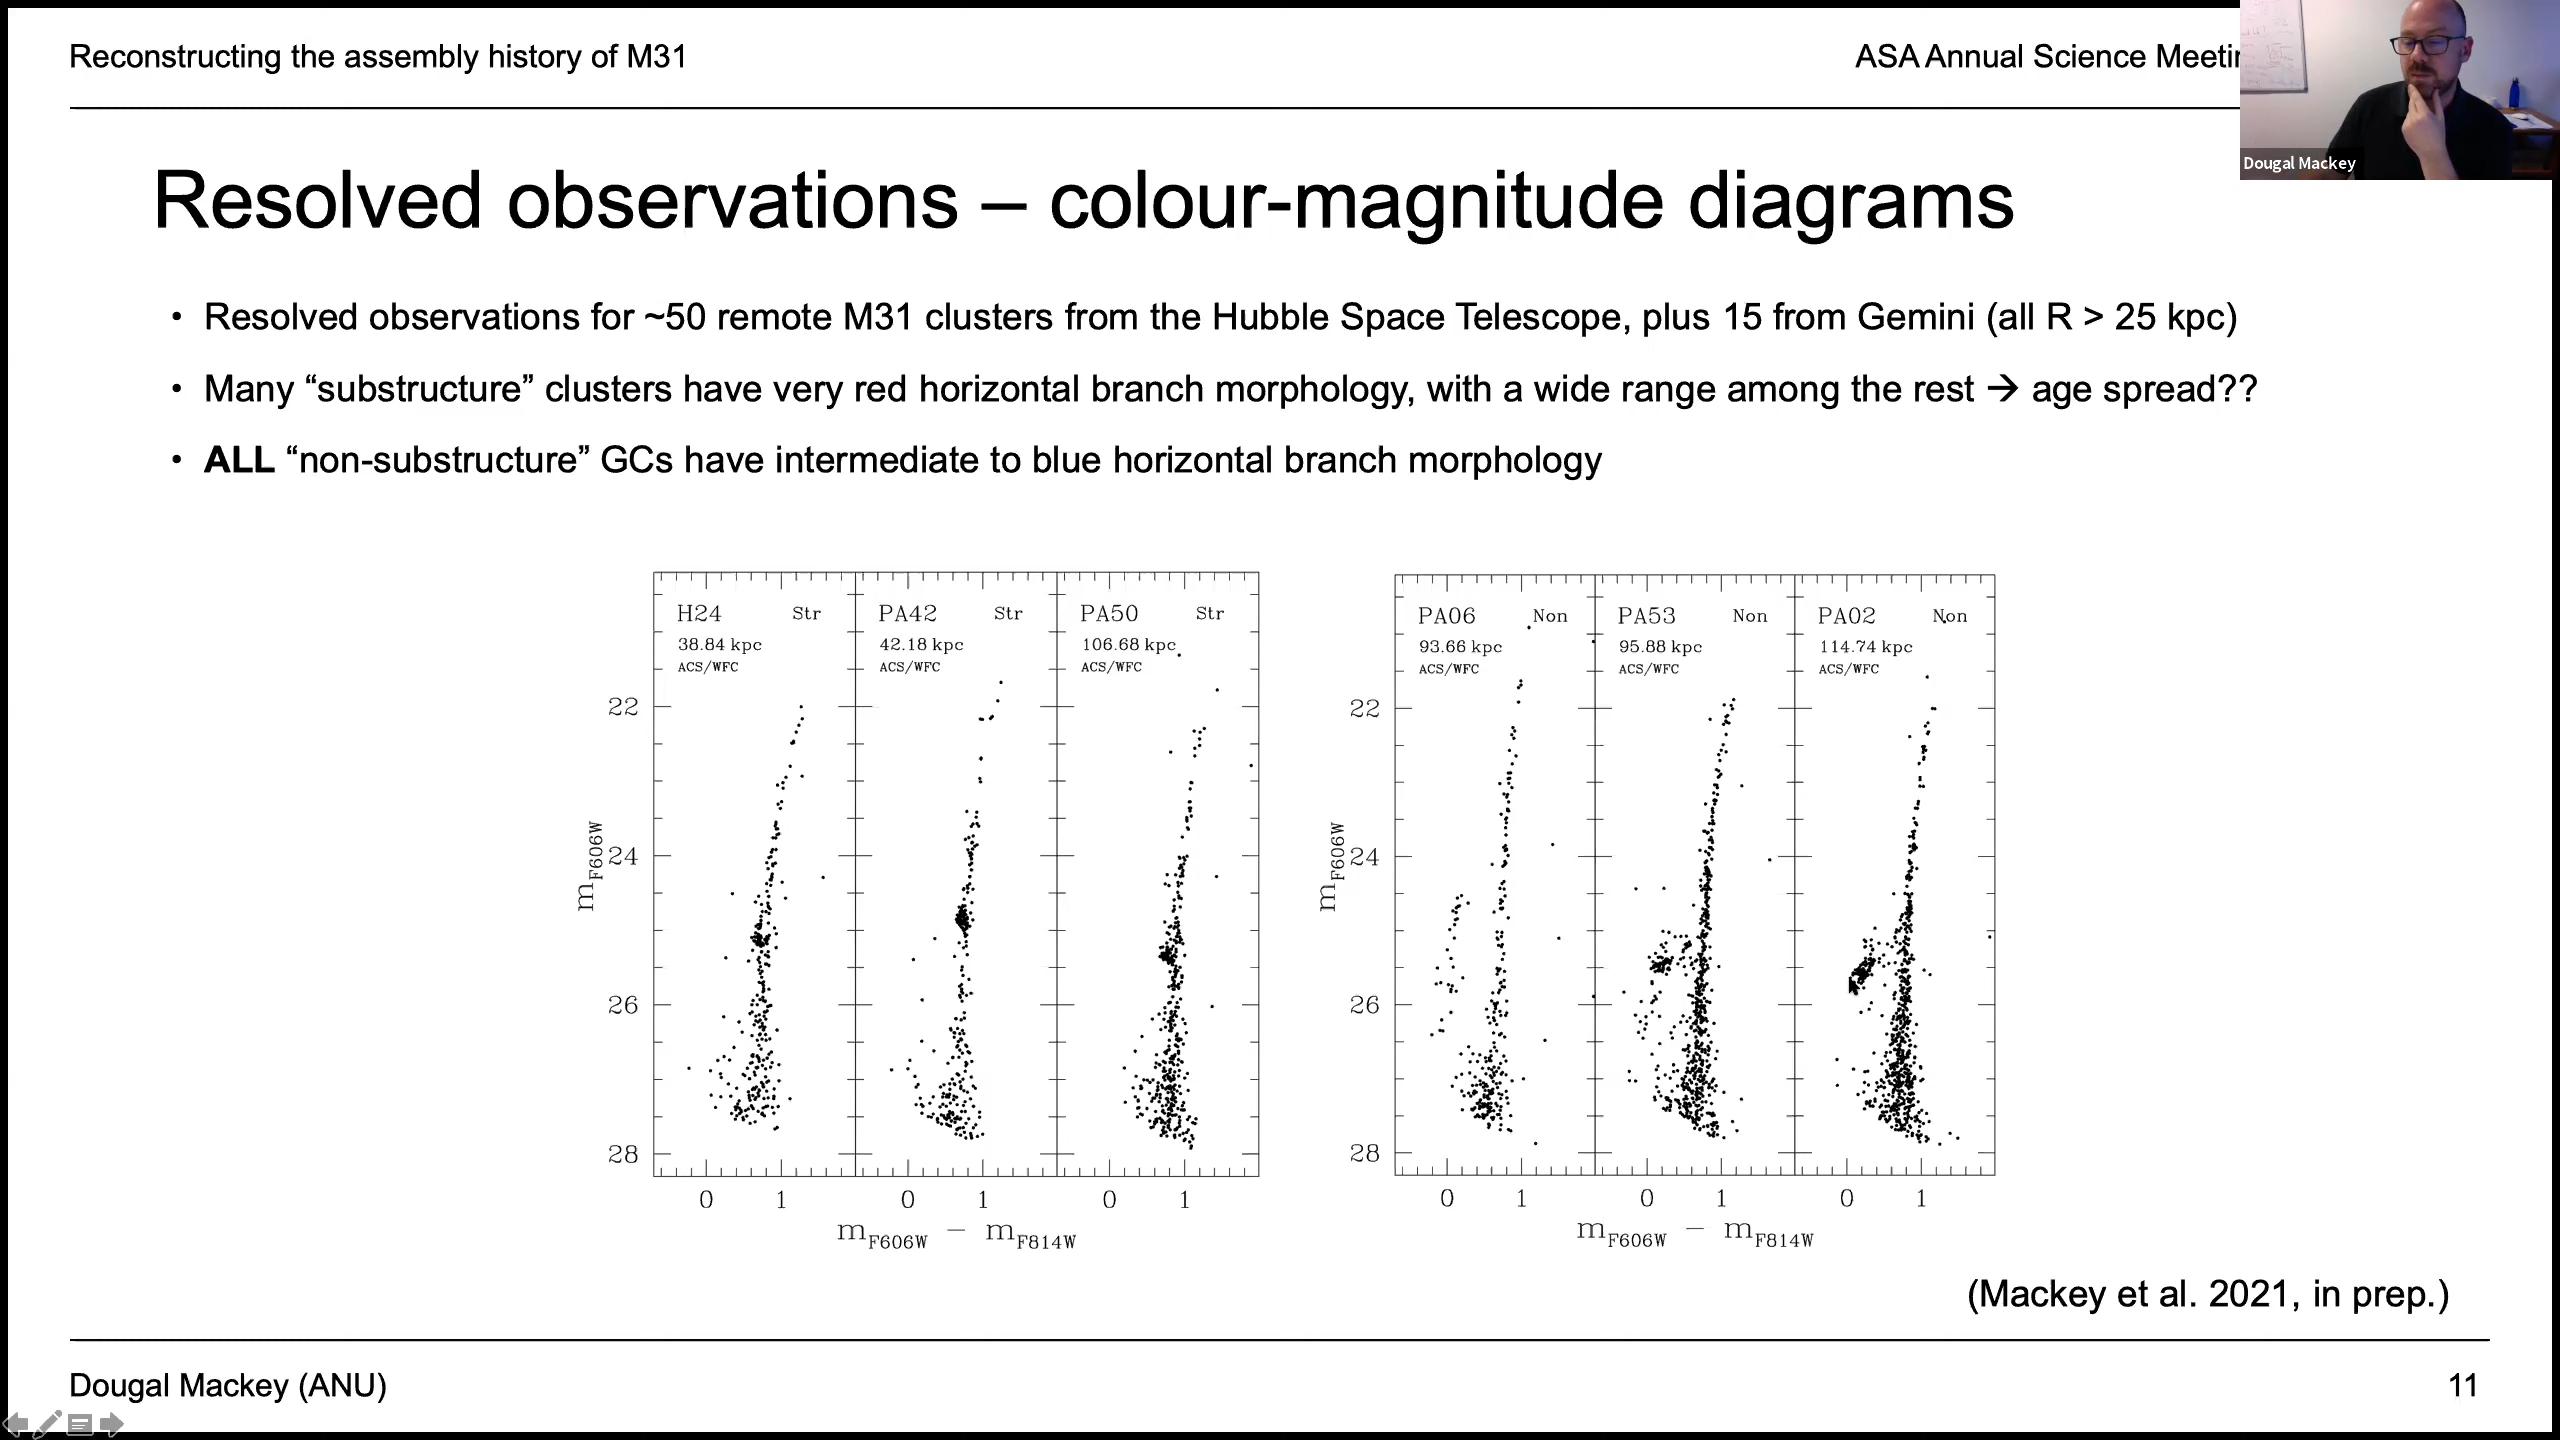 Reconstructing the assembly history of M31
ASA Annual Science Meetin
Dougal Mackey
Resolved observations – colour-magnitude diagrams
• Resolved observations for ~50 remote M31 clusters from the Hubble Space Telescope, plus 15 from Gemini (all R > 25 kpc)
• Many “substructure” clusters have very red horizontal branch morphology, with a wide range among the rest → age spread??
• ALL “non-substructure” GCs have intermediate to blue horizontal branch morphology
H24 Str
38.84 kpc
ACS/WFC
PA42 Str
42.18 kpc
ACS/WFC
PA50 Str
106.68 kpc
ACS/WFC
22
24
26
28
mF606W
0 1 0 1 0 1
mF606W − mF814W
PA06 Non
93.66 kpc
ACS/WFC
PA53 Non
95.88 kpc
ACS/WFC
PA02 Non
114.74 kpc
ACS/WFC
22
24
26
28
mF606W
0 1 0 1 0 1
mF606W − mF814W
(Mackey et al. 2021, in prep.)
Dougal Mackey (ANU)
11